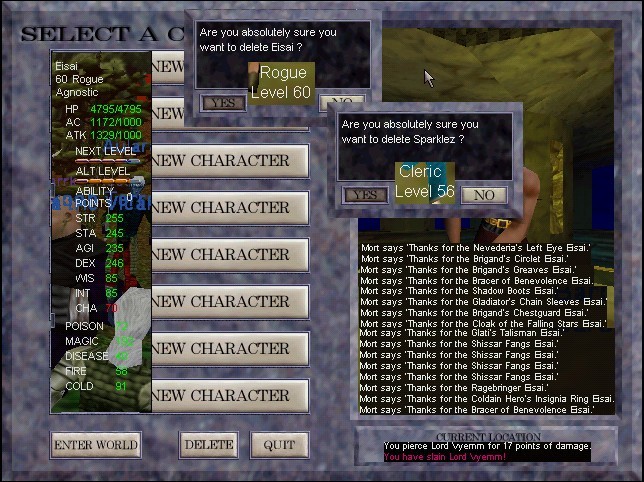 SELECT A C
Are you absolutely sure you
want to delete Eisai ?
Rogue
Level 60
YES
NO
Are you absolutely sure you
want to delete Sparklez ?
Cleric
Level 56
YES
NO
Eisai
60 Rogue
Agnostic
HP 4795/4795
AC 1172/1000
ATK 1329/1000
NEXT LEVEL
ALT LEVEL
ABILITY
POINTS 0
STR 255
STA 245
AGI 235
DEX 246
WIS 85
INT 85
CHA 70
POISON
MAGIC
DISEASE
FIRE
COLD 91
NEW
NEW
NEW CHARACTER
NEW CHARACTER
NEW CHARACTER
NEW CHARACTER
NEW CHARACTER
NEW CHARACTER
Mort says 'Thanks for the Nevederia's Left Eye Eisai.'
Mort says 'Thanks for the Brigand's Circlet Eisai.'
Mort says 'Thanks for the Brigand's Greaves Eisai.'
Mort says 'Thanks for the Bracer of Benevolence Eisai.'
Mort says 'Thanks for the Shadow Boots Eisai.'
Mort says 'Thanks for the Gladiator's Chain Sleeves Eisai.'
Mort says 'Thanks for the Brigand's Chestguard Eisai.'
Mort says 'Thanks for the Cloak of the Falling Stars Eisai.'
Mort says 'Thanks for the Glati's Talisman Eisai.'
Mort says 'Thanks for the Shissar Fangs Eisai.'
Mort says 'Thanks for the Shissar Fangs Eisai.'
Mort says 'Thanks for the Shissar Fangs Eisai.'
Mort says 'Thanks for the Shissar Fangs Eisai.'
Mort says 'Thanks for the Ragebringer Eisai.'
Mort says 'Thanks for the Coldain Hero's Insignia Ring Eisai.
Mort says 'Thanks for the Bracer of Benevolence Eisai.'
ENTER WORLD
DELETE
QUIT
CURRENT LOCATION
You pierce Lord Vyemm for 17 points of damage.
You have slain Lord Vyemm!